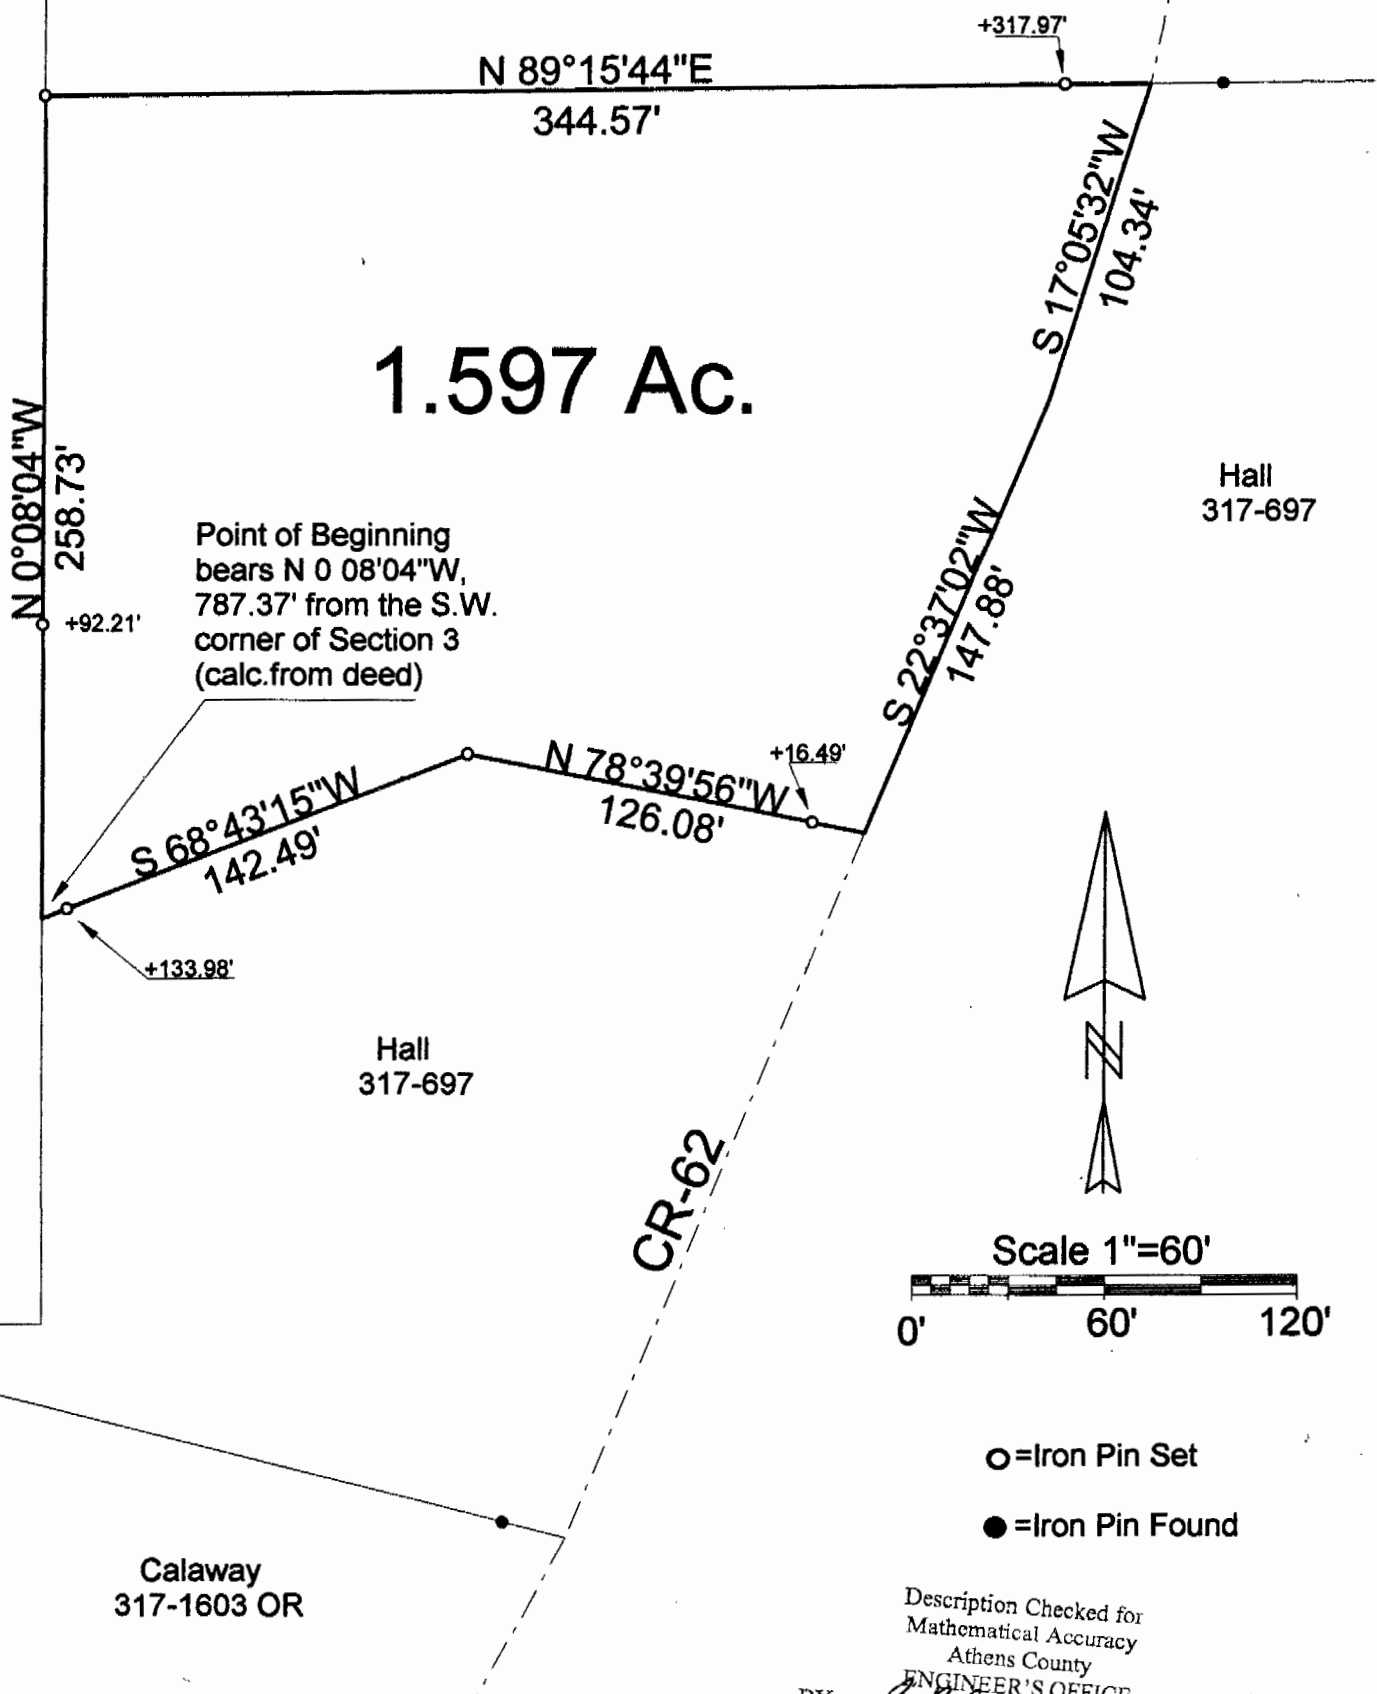 +317.97'
N 89°15'44"E
344.57'
S 17°05'32"W
104.34'
1.597 Ac.
N 0°08'04"W
258.73'
Hall
317-697
Point of Beginning
bears N 0 08'04"W,
787.37' from the S.W.
corner of Section 3
(calc.from deed)
+92.21'
S 22°37'02"W
147.88'
N 78°39'56"W
126.08'
+16.49'
S 68°43'15"W
142.49'
+133.98'
Hall
317-697
N
CR-62
Scale 1"=60'
0' 60' 120'
=Iron Pin Set
=Iron Pin Found
Calaway
317-1603 OR
Description Checked for
Mathematical Accuracy
Athens County
ENGINEER'S OFFICE